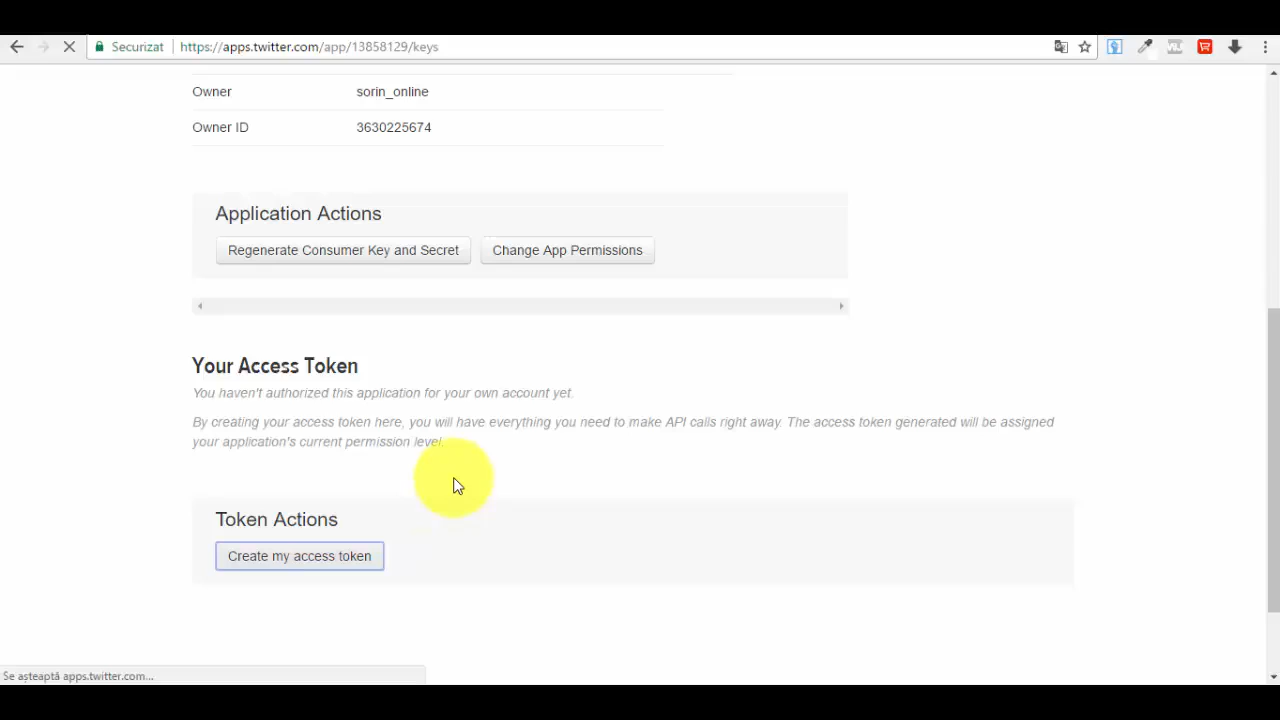 Securizat
https://apps.twitter.com/app/13858129/keys
Owner sorin_online
Owner ID 3630225674
Application Actions
Regenerate Consumer Key and Secret Change App Permissions
Your Access Token
You haven't authorized this application for your own account yet.
By creating your access token here, you will have everything you need to make API calls right away. The access token generated will be assigned
your application's current permission level.
Token Actions
Create my access token
Se așteaptă apps.twitter.com...